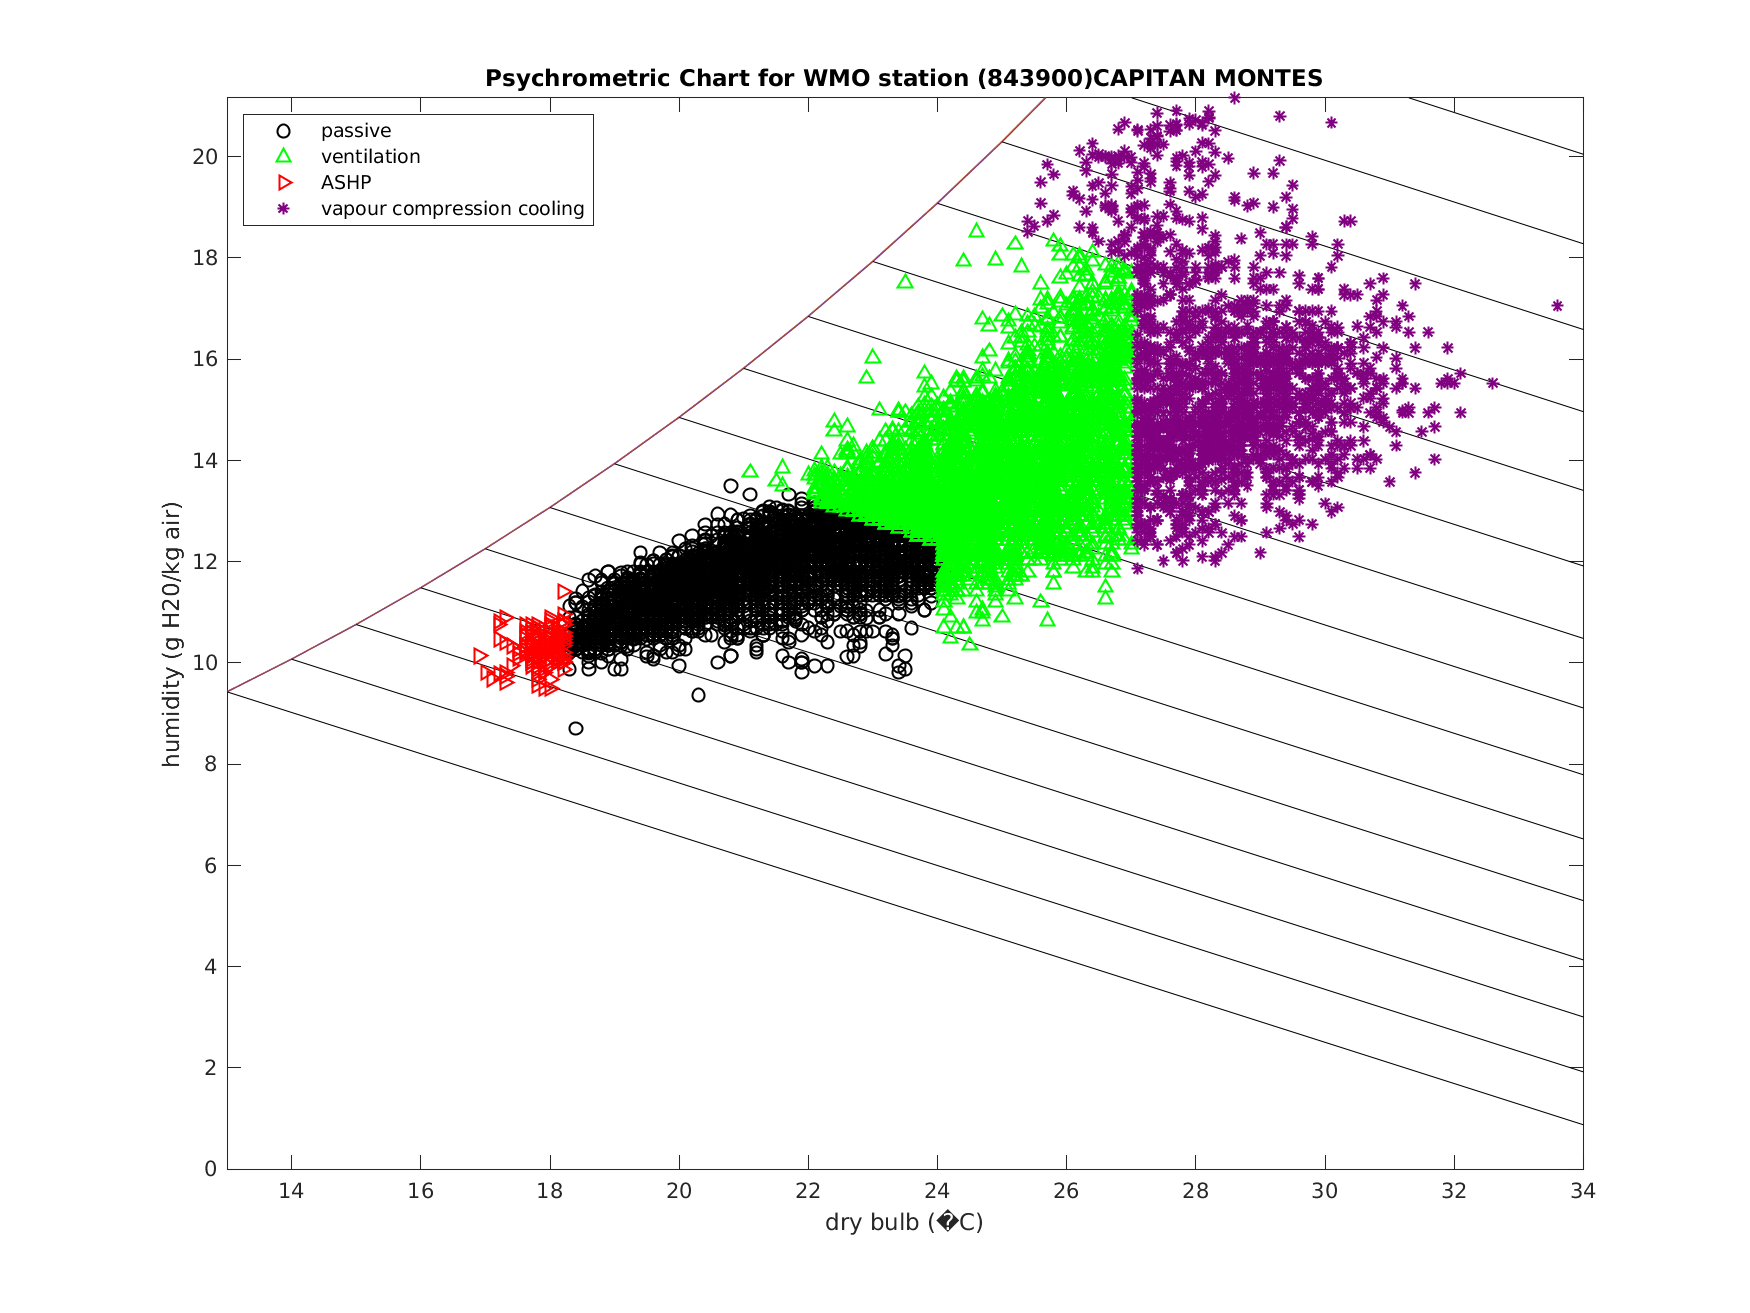 Psychrometric Chart for WMO station (843900)CAPITAN MONTES
passive
ventilation
ASHP
vapour compression cooling
humidity (g H20/kg air)
20
18
16
14
12
10
8
6
4
2
0
14 16 18 20 22 24 26 28 30 32 34
dry bulb (�C)